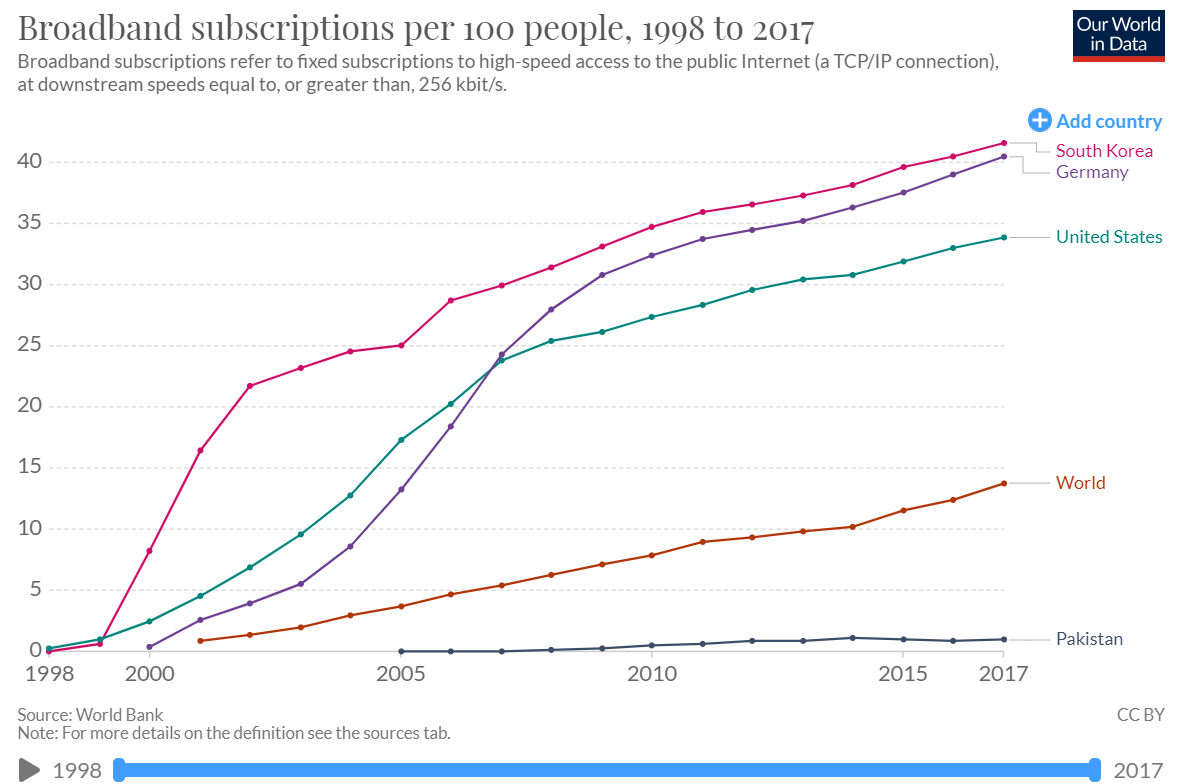 Broadband subscriptions per 100 people, 1998 to 2017
Our World
in Data
Broadband subscriptions refer to fixed subscriptions to high-speed access to the public Internet (a TCP/IP connection),
at downstream speeds equal to, or greater than, 256 kbit/s.
Add country
40
South Korea
Germany
35
United States
30
25
20
15
World
10
5
Pakistan
0
1998 2000 2005 2010 2015 2017
Source: World Bank
CC BY
Note: For more details on the definition see the sources tab.
1998 2017